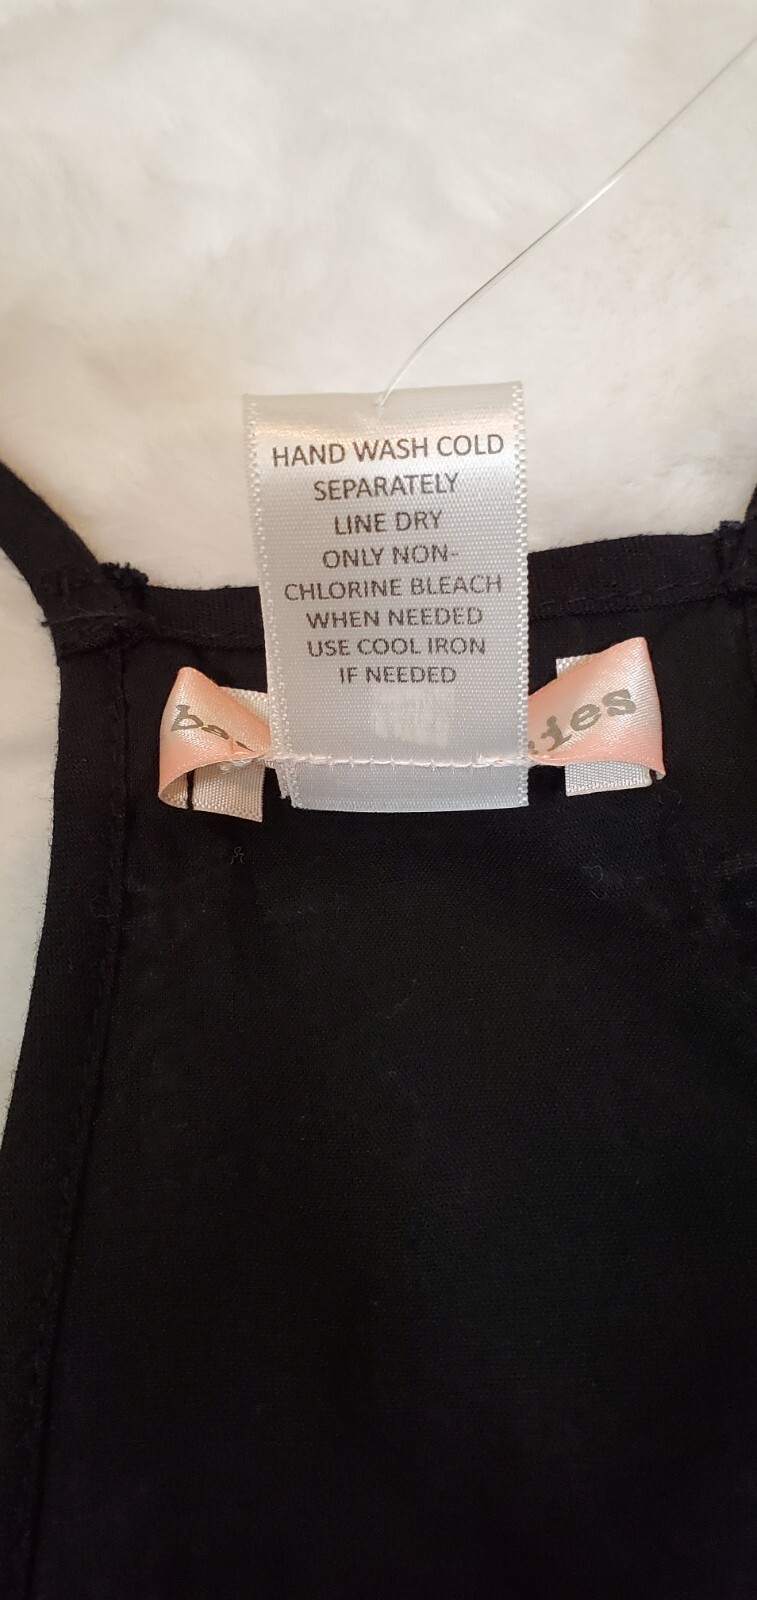 HAND WASH COLD
SEPARATELY
LINE DRY
ONLY NON-
CHLORINE BLEACH
WHEN NEEDED
USE COOL IRON
IF NEEDED